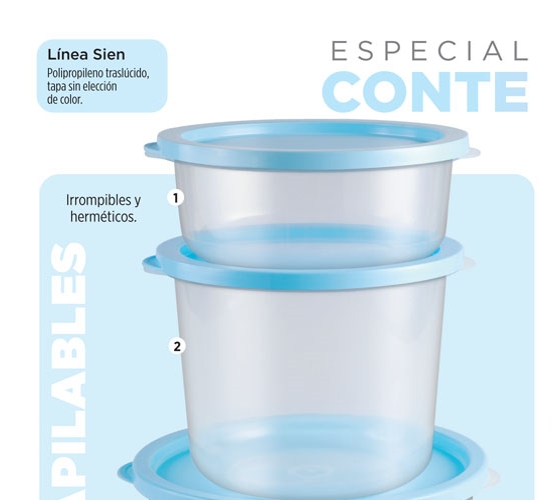 Línea Sien
Polipropileno traslúcido,
tapa sin elección
de color.
ESPECIAL
CONTE
Irrompibles y
herméticos.
1
2
APILABLES